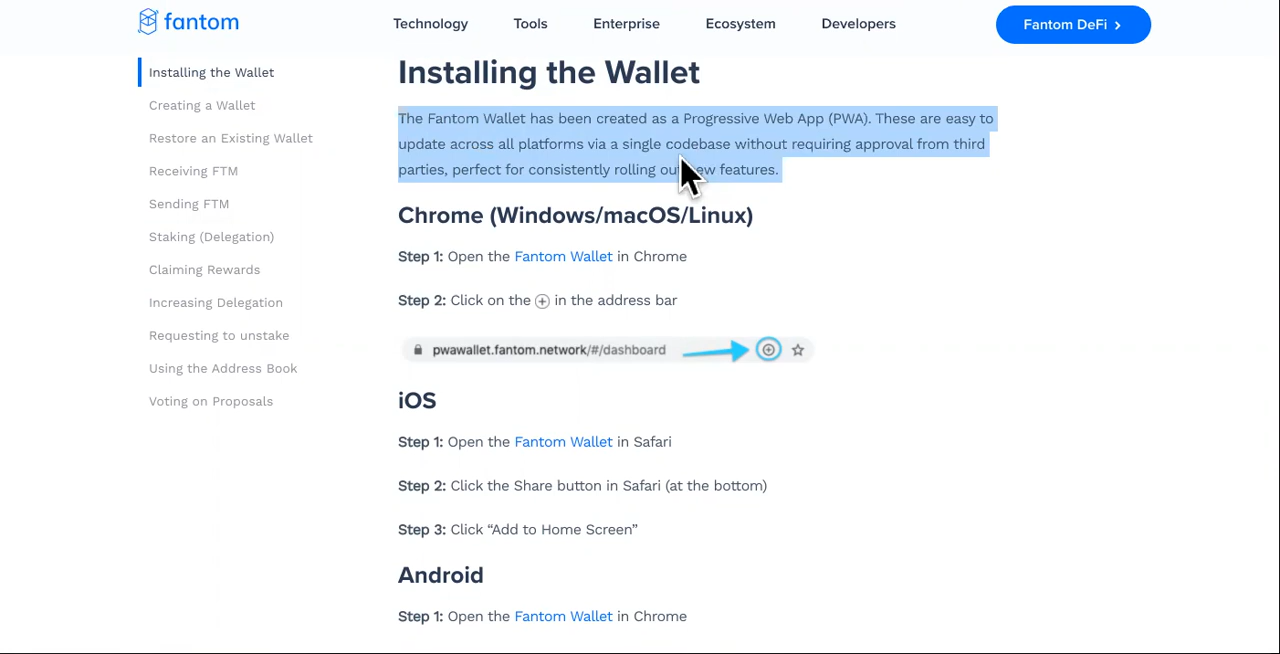 fantom
Technology
Tools
Enterprise
Ecosystem
Developers
Fantom DeFi
Installing the Wallet
Creating a Wallet
Restore an Existing Wallet
Receiving FTM
Sending FTM
Staking (Delegation)
Claiming Rewards
Increasing Delegation
Requesting to unstake
Using the Address Book
Voting on Proposals
Installing the Wallet
The Fantom Wallet has been created as a Progressive Web App (PWA). These are easy to
update across all platforms via a single codebase without requiring approval from third
parties, perfect for consistently rolling out new features.
Chrome (Windows/macOS/Linux)
Step 1: Open the Fantom Wallet in Chrome
Step 2: Click on the ⊕ in the address bar
pwawallet.fantom.network/#/dashboard
iOS
Step 1: Open the Fantom Wallet in Safari
Step 2: Click the Share button in Safari (at the bottom)
Step 3: Click “Add to Home Screen”
Android
Step 1: Open the Fantom Wallet in Chrome